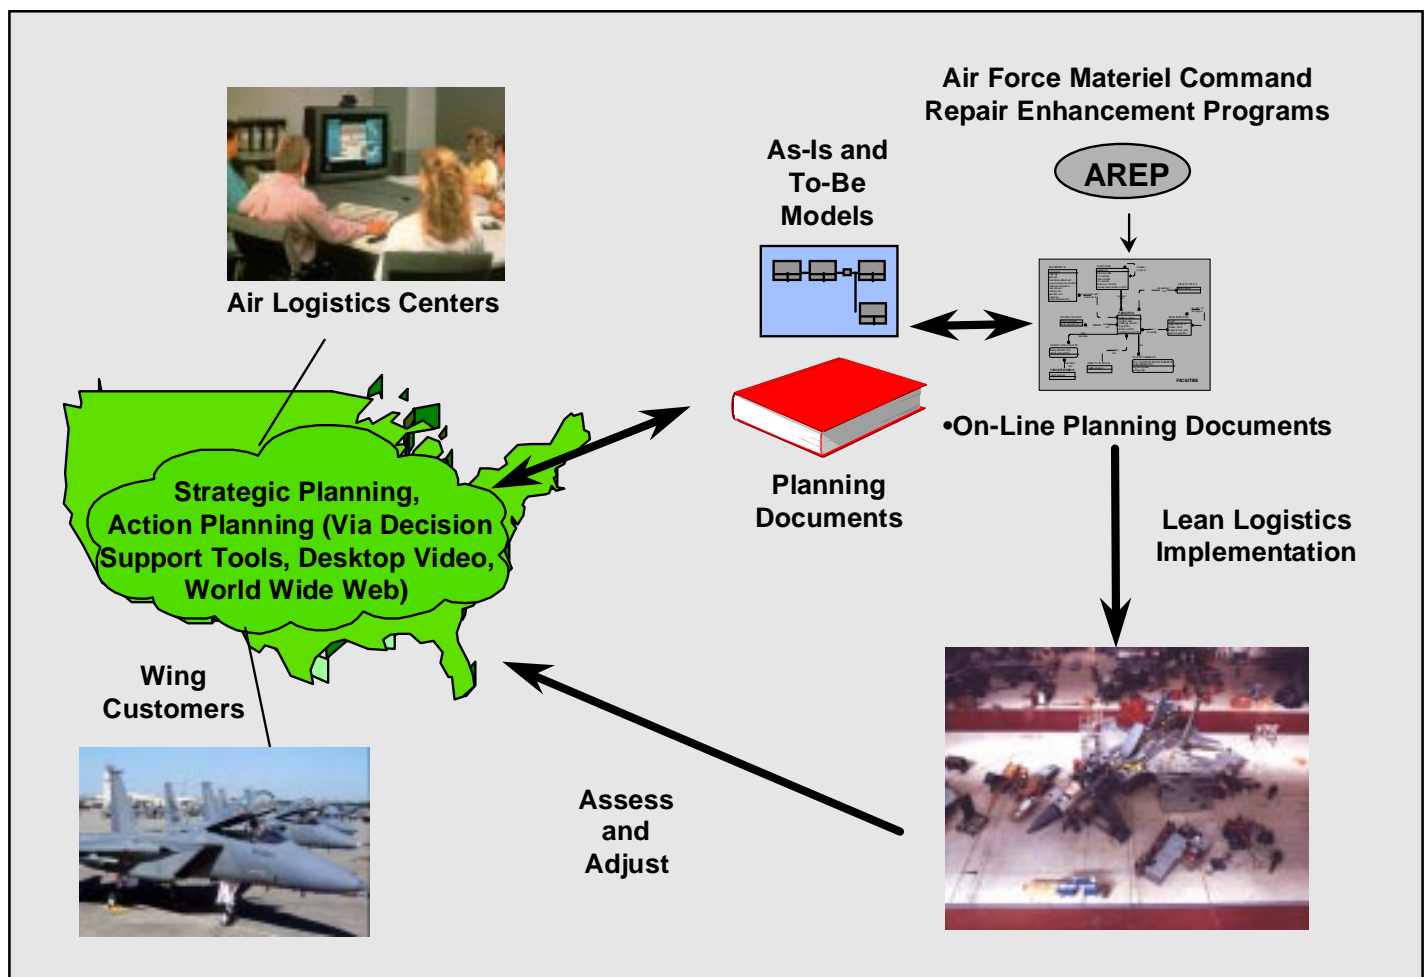 Air Force Materiel Command
Repair Enhancement Programs
As-Is and
To-Be
Models
AREP
Air Logistics Centers
FACILITIES
•On-Line Planning Documents
Strategic Planning,
Action Planning (Via Decision
Support Tools, Desktop Video,
World Wide Web)
Planning
Documents
Lean Logistics
Implementation
Wing
Customers
Assess
and
Adjust